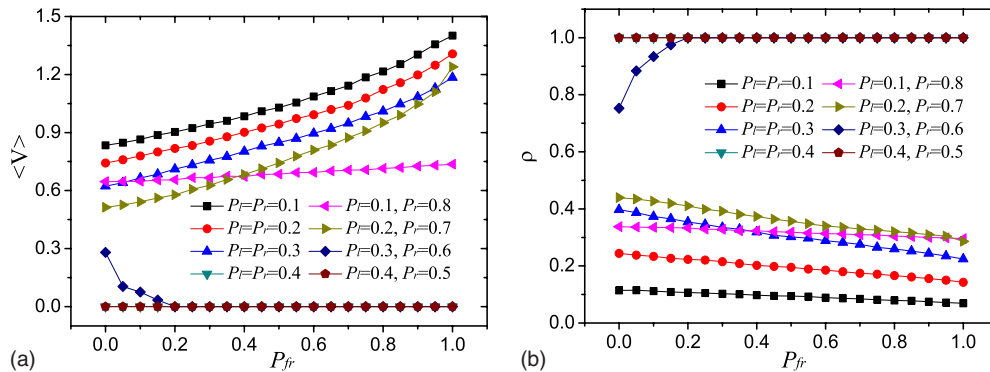 1.5
1.2
0.9
0.6
0.3
0.0
<V>
Pl=Pr=0.1
Pl=Pr=0.2
Pl=Pr=0.3
Pl=Pr=0.4
Pl=0.1, Pr=0.8
Pl=0.2, Pr=0.7
Pl=0.3, Pr=0.6
Pl=0.4, Pr=0.5
0.0 0.2 0.4 0.6 0.8 1.0
Pfr
(a)
1.0
0.8
0.6
0.4
0.2
0.0
ρ
Pl=Pr=0.1
Pl=Pr=0.2
Pl=Pr=0.3
Pl=Pr=0.4
Pl=0.1, Pr=0.8
Pl=0.2, Pr=0.7
Pl=0.3, Pr=0.6
Pl=0.4, Pr=0.5
0.0 0.2 0.4 0.6 0.8 1.0
Pfr
(b)